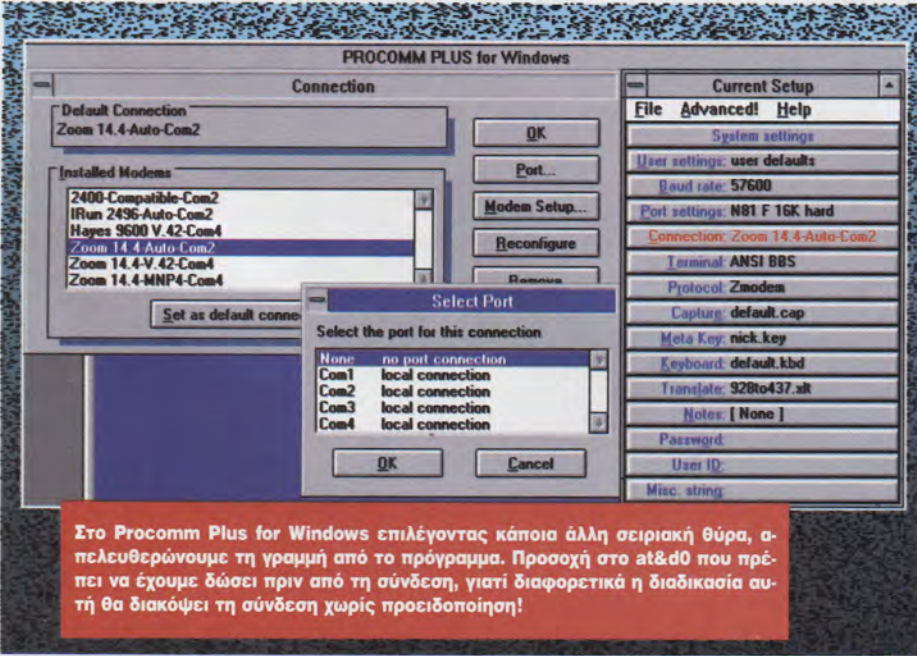 PROCOMM PLUS for Windows
Connection
Default Connection
Zoom 14.4-Auto-Com2
Installed Modems
2400-Compatible-Com2
IRun 2496-Auto-Com2
Hayes 9600 V.42-Com4
Zoom 14.4-Auto-Com2
Zoom 14.4-V.42-Com4
Zoom 14.4-MNP4-Com4
Set as default conne
OK
Port...
Modem Setup...
Reconfigure
Remove
Current Setup
File Advanced! Help
System settings
User settings: user defaults
Baud rate: 57600
Port settings: N81 F 16K hard
Connection: Zoom 14.4-Auto-Com2
Terminal: ANSI BBS
Protocol: Zmodem
Capture: default.cap
Meta Key: nick.key
Keyboard: default.kbd
Translate: 928to437.xlt
Notes: [ None ]
Password:
User ID:
Misc. string:
Select Port
Select the port for this connection
None no port connection
Com1 local connection
Com2 local connection
Com3 local connection
Com4 local connection
OK Cancel
Στο Procomm Plus for Windows επιλέγοντας κάποια άλλη σειριακή θύρα, α-
πελευθερώνουμε τη γραμμή από το πρόγραμμα. Προσοχή στο at&d0 που πρέ-
πει να έχουμε δώσει πριν από τη σύνδεση, γιατί διαφορετικά η διαδικασία αυ-
τή θα διακόψει τη σύνδεση χωρίς προειδοποίηση!